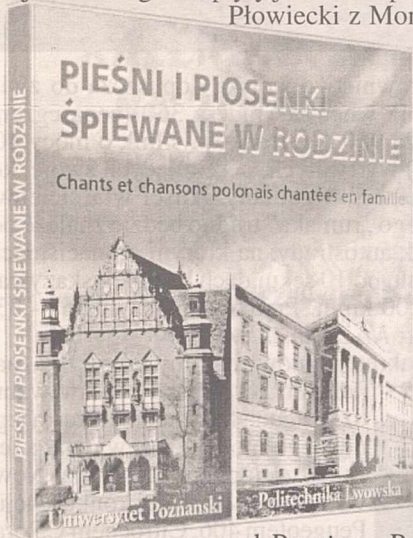 Płowiecki z Mon
PIEŚNI I PIOSENKI
ŚPIEWANE W RODZINIE
Chants et chansons polonais chantées en famille
PIEŚNI I PIOSENKI ŚPIEWANE W RODZINIE
Uniwersytet Poznański
Politechnika Lwowska